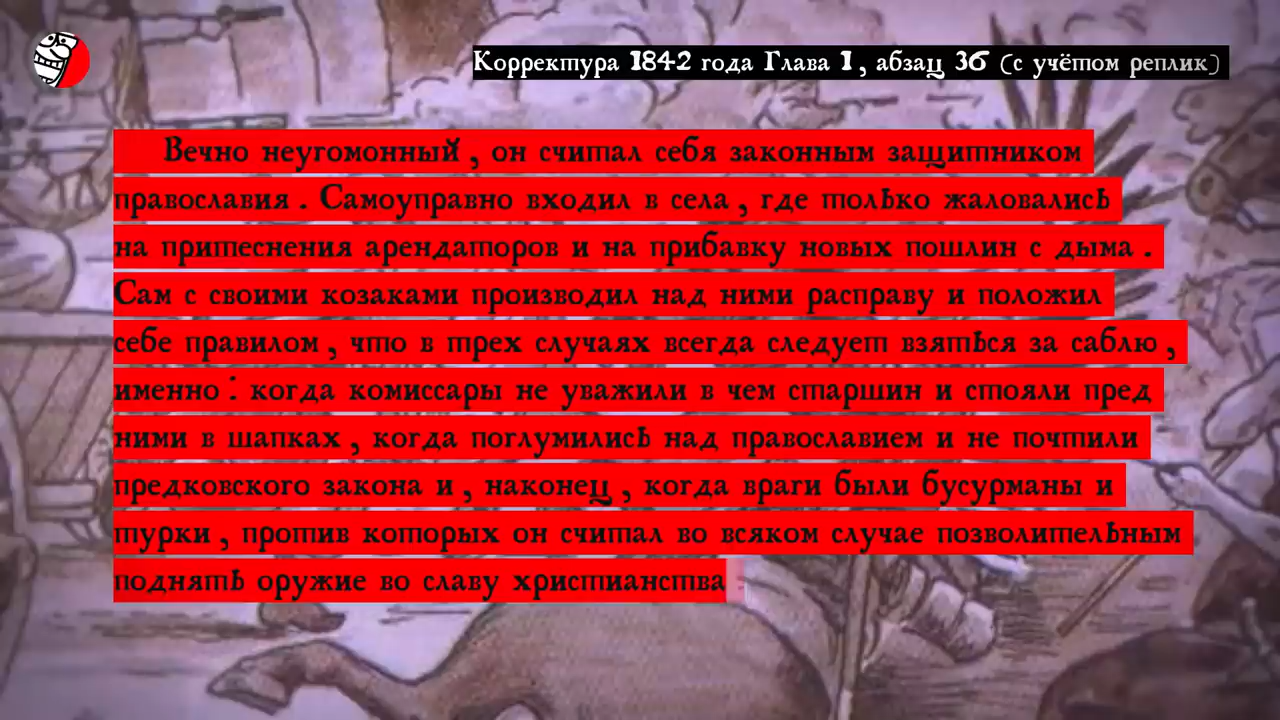 Корректура 1842 года Глава 1, абзац 36 (с учётом реплик)
Вечно неугомонный, он считал себя законным защитником
православия. Самоуправно входил в села, где только жаловались
на притеснения арендаторов и на прибавку новых пошлин с дыма.
Сам с своими козаками производил над ними расправу и положил
себе правилом, что в трех случаях всегда следует взяться за саблю,
именно: когда комиссары не уважили в чем старшин и стояли пред
ними в шапках, когда поглумились над православием и не почтили
предковского закона и, наконец, когда враги были бусурманы и
турки, против которых он считал во всяком случае позволительным
поднять оружие во славу христианства